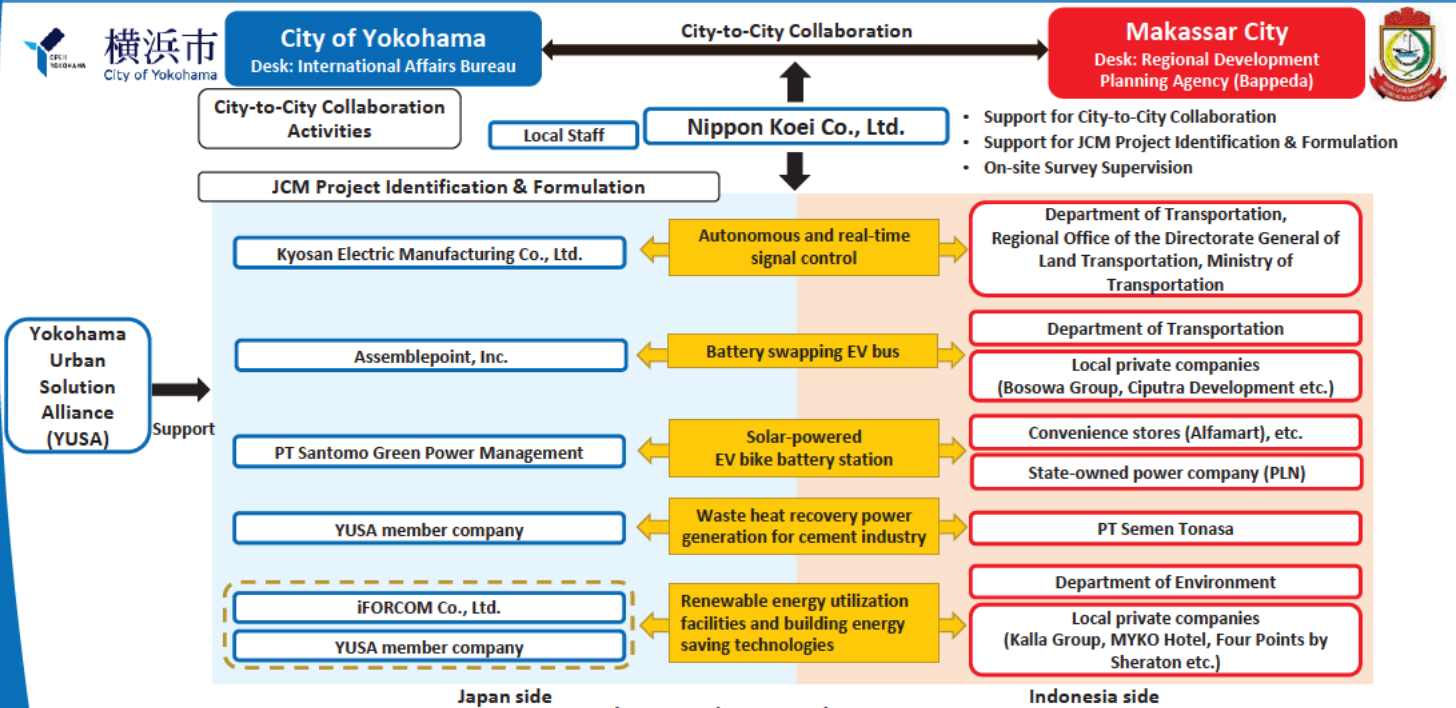 OPEN
YOKOHAMA
横浜市
City of Yokohama
City of Yokohama
Desk: International Affairs Bureau
City-to-City Collaboration
Makassar City
Desk: Regional Development
Planning Agency (Bappeda)
City-to-City Collaboration
Activities
Local Staff
Nippon Koei Co., Ltd.
• Support for City-to-City Collaboration
• Support for JCM Project Identification & Formulation
• On-site Survey Supervision
JCM Project Identification & Formulation
Yokohama
Urban
Solution
Alliance
(YUSA)
Support
Kyosan Electric Manufacturing Co., Ltd.
Autonomous and real-time
signal control
Department of Transportation,
Regional Office of the Directorate General of
Land Transportation, Ministry of
Transportation
Assemblepoint, Inc.
Battery swapping EV bus
Department of Transportation
Local private companies
(Bosowa Group, Ciputra Development etc.)
PT Santomo Green Power Management
Solar-powered
EV bike battery station
Convenience stores (Alfamart), etc.
State-owned power company (PLN)
YUSA member company
Waste heat recovery power
generation for cement industry
PT Semen Tonasa
iFORCOM Co., Ltd.
YUSA member company
Renewable energy utilization
facilities and building energy
saving technologies
Department of Environment
Local private companies
(Kalla Group, MYKO Hotel, Four Points by
Sheraton etc.)
Japan side
Indonesia side